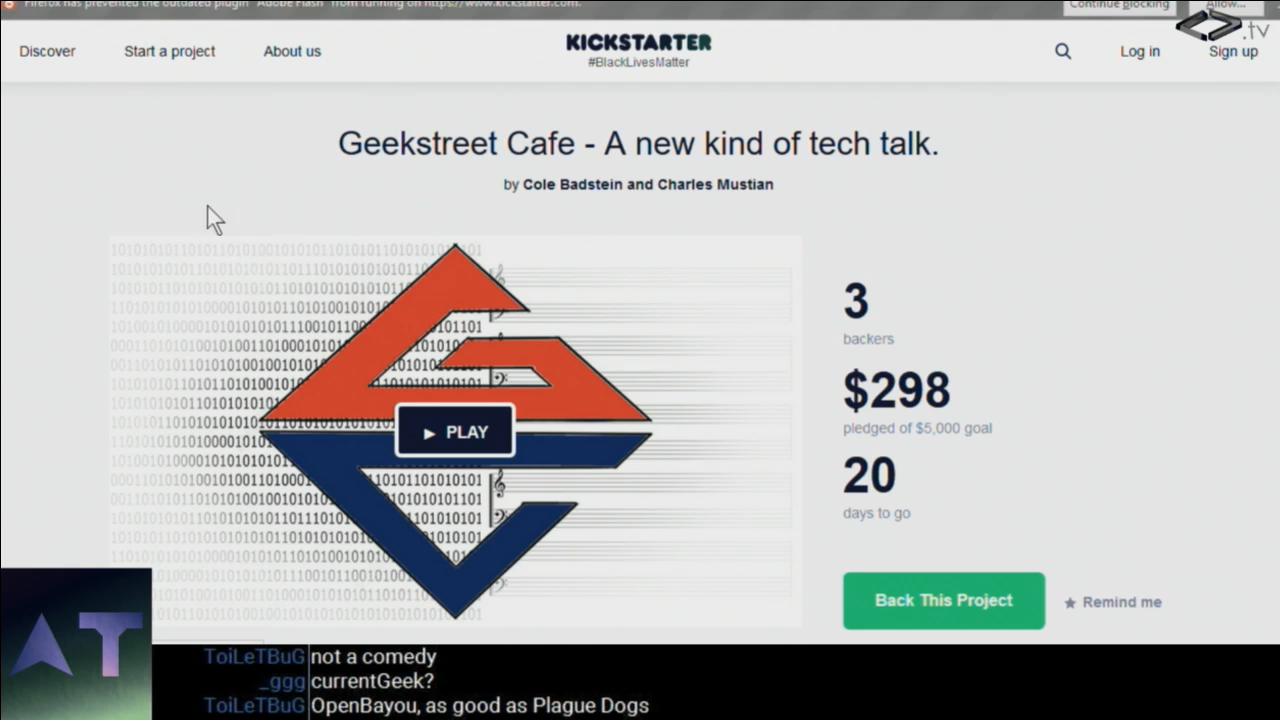 Firefox has prevented the outdated plugin "Adobe Flash" from running on https://www.kickstarter.com.
Continue Blocking
Allow...
.tv
Discover
Start a project
About us
KICKSTARTER
#BlackLivesMatter
Log in
Sign up
Geekstreet Cafe - A new kind of tech talk.
by Cole Badstein and Charles Mustian
PLAY
3
backers
$298
pledged of $5,000 goal
20
days to go
Back This Project
Remind me
AT
ToiLeTBuG not a comedy
_ggg currentGeek?
ToiLeTBuG OpenBayou, as good as Plague Dogs